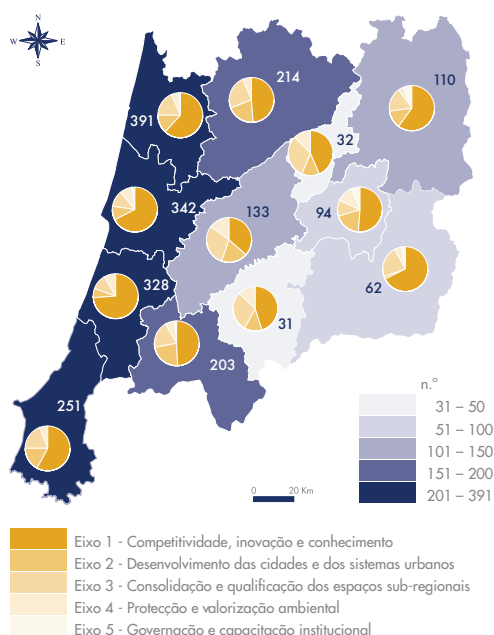 N
W E
S
214
110
391
32
342
133
94
328
62
31
203
251
n.º
31 – 50
51 – 100
101 – 150
151 – 200
201 – 391
0 20 Km
Eixo 1 - Competitividade, inovação e conhecimento
Eixo 2 - Desenvolvimento das cidades e dos sistemas urbanos
Eixo 3 - Consolidação e qualificação dos espaços sub-regionais
Eixo 4 - Protecção e valorização ambiental
Eixo 5 - Governação e capacitação institucional